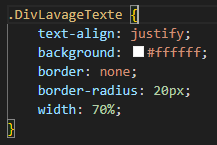 .DivLavageTexte {
    text-align: justify;
    background: #ffffff;
    border: none;
    border-radius: 20px;
    width: 70%;
}